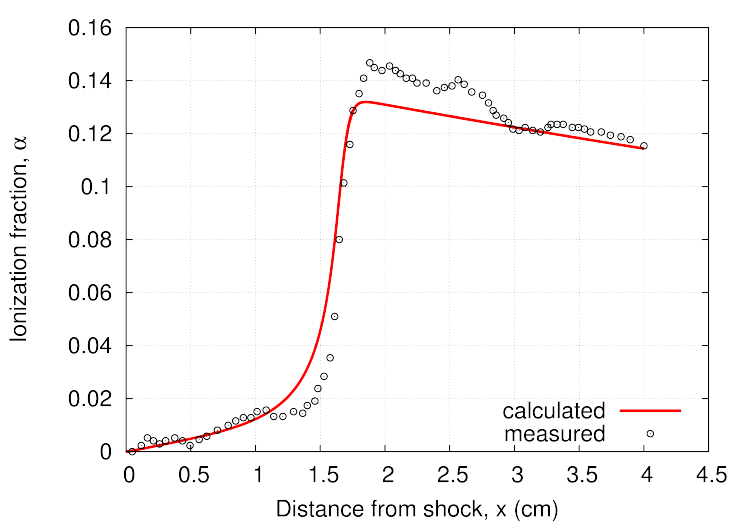 0.16
0.14
0.12
0.1
0.08
0.06
0.04
0.02
0
Ionization fraction, α
calculated
measured
0 0.5 1 1.5 2 2.5 3 3.5 4 4.5
Distance from shock, x (cm)